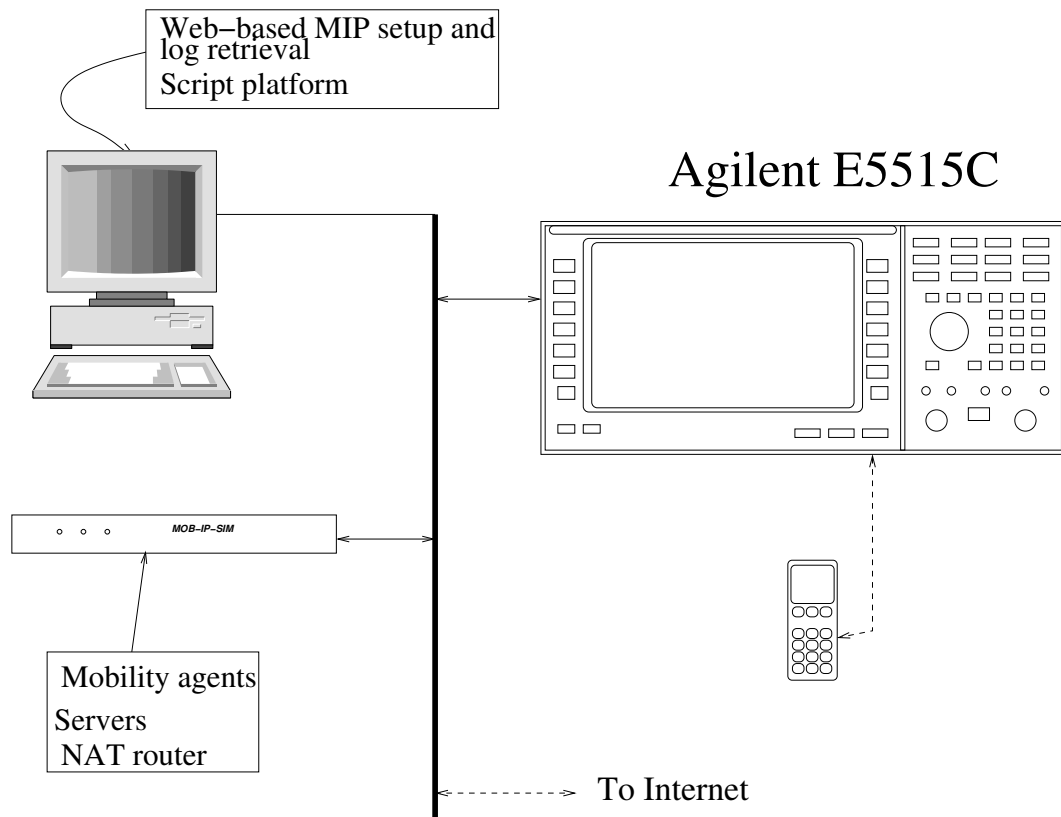 Web−based MIP setup and
log retrieval
Script platform
Agilent E5515C
MOB−IP−SIM
Mobility agents
Servers
NAT router
To Internet